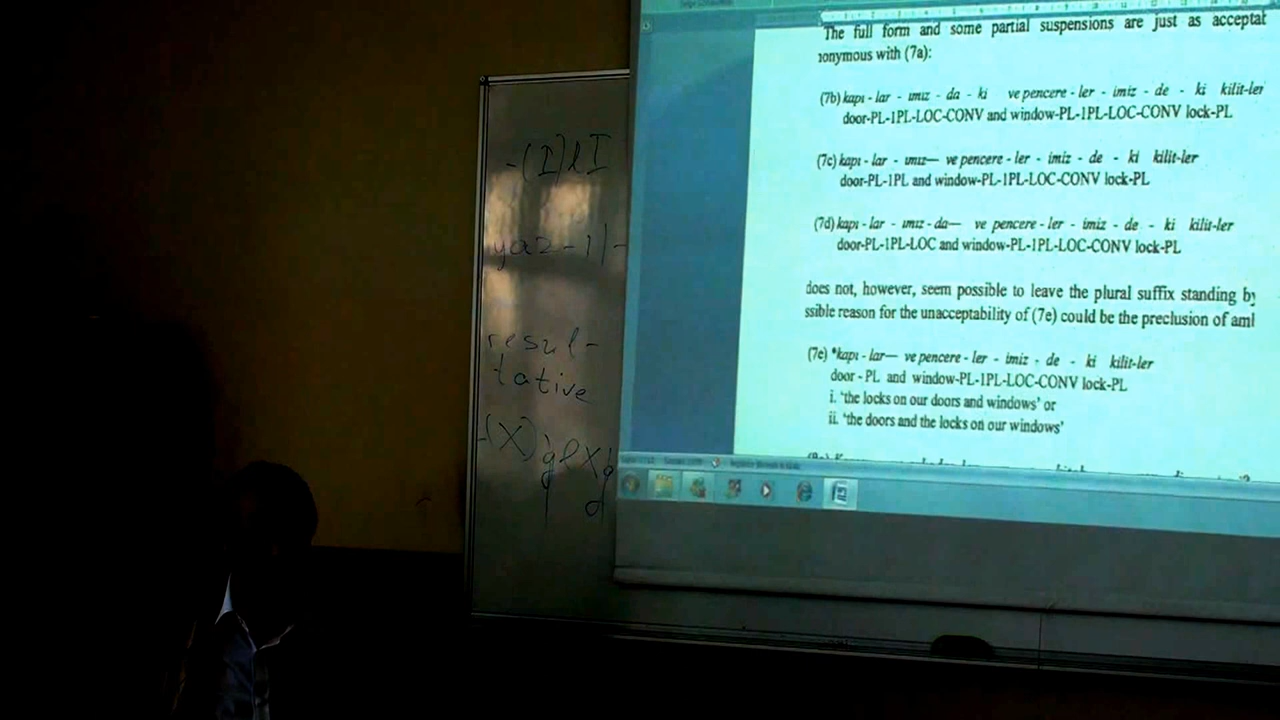 -(I)lI
yaz-ıl-
resul-
tative
The full form and some partial suspensions are just as acceptat
ıonymous with (7a):
(7b) kapı - lar - ımız - da - ki ve pencere - ler - imiz - de - ki kilit-ler
door-PL-1PL-LOC-CONV and window-PL-1PL-LOC-CONV lock-PL
(7c) kapı - lar - ımız— ve pencere - ler - imiz - de - ki kilit-ler
door-PL-1PL and window-PL-1PL-LOC-CONV lock-PL
(7d) kapı - lar - ımız - da— ve pencere - ler - imiz - de - ki kilit-ler
door-PL-1PL-LOC and window-PL-1PL-LOC-CONV lock-PL
does not, however, seem possible to leave the plural suffix standing by
ssible reason for the unacceptability of (7e) could be the preclusion of aml
(7e) *kapı - lar— ve pencere - ler - imiz - de - ki kilit-ler
door - PL and window-PL-1PL-LOC-CONV lock-PL
i. 'the locks on our doors and windows' or
ii. 'the doors and the locks on our windows'